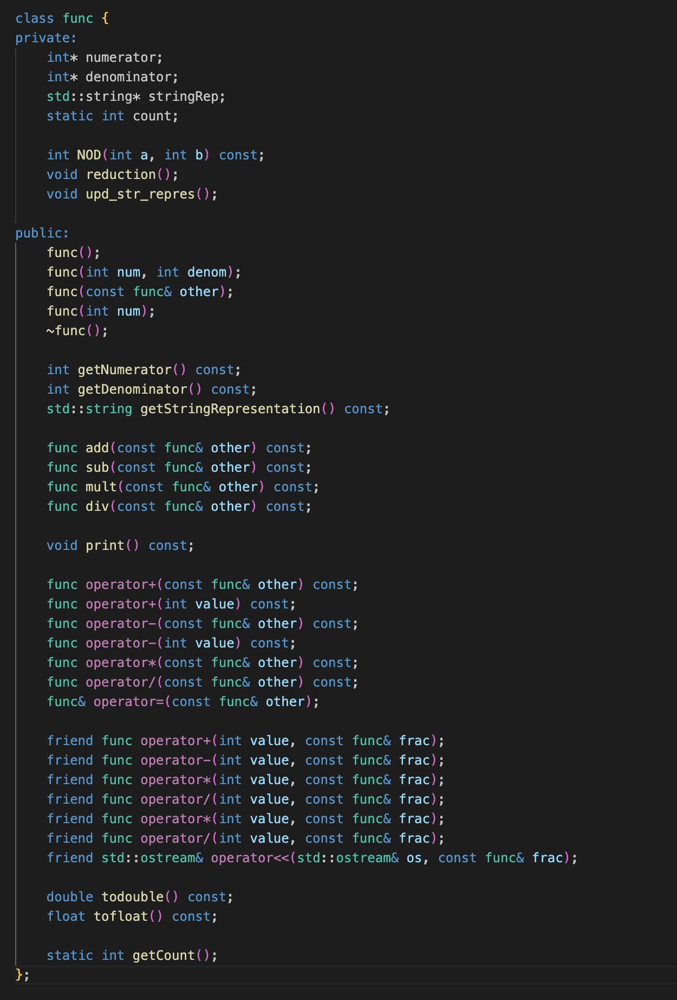 class func {
private:
    int* numerator;
    int* denominator;
    std::string* stringRep;
    static int count;

    int NOD(int a, int b) const;
    void reduction();
    void upd_str_repres();

public:
    func();
    func(int num, int denom);
    func(const func& other);
    func(int num);
    ~func();

    int getNumerator() const;
    int getDenominator() const;
    std::string getStringRepresentation() const;

    func add(const func& other) const;
    func sub(const func& other) const;
    func mult(const func& other) const;
    func div(const func& other) const;

    void print() const;

    func operator+(const func& other) const;
    func operator+(int value) const;
    func operator-(const func& other) const;
    func operator-(int value) const;
    func operator*(const func& other) const;
    func operator/(const func& other) const;
    func& operator=(const func& other);

    friend func operator+(int value, const func& frac);
    friend func operator-(int value, const func& frac);
    friend func operator*(int value, const func& frac);
    friend func operator/(int value, const func& frac);
    friend func operator*(int value, const func& frac);
    friend func operator/(int value, const func& frac);
    friend std::ostream& operator<<(std::ostream& os, const func& frac);

    double todouble() const;
    float tofloat() const;

    static int getCount();
};